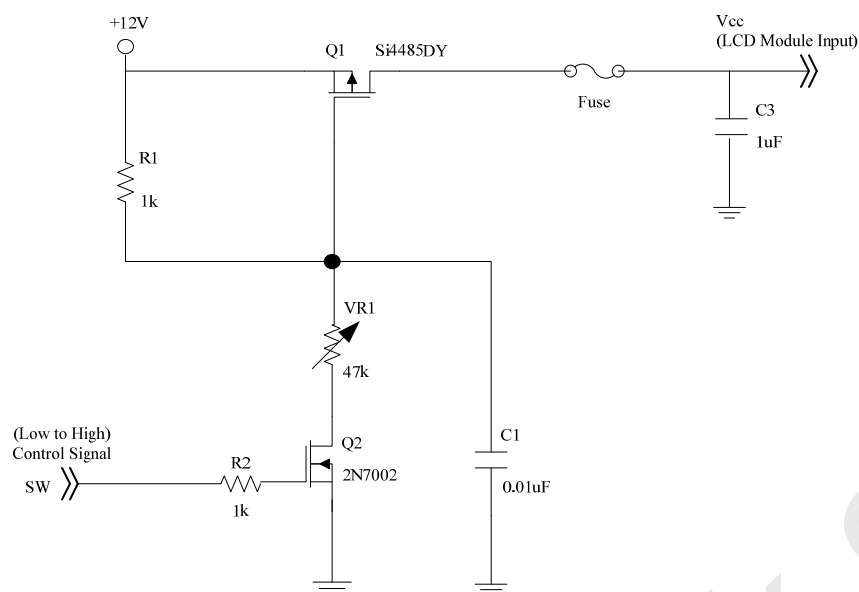 +12V
Q1
Si4485DY
Vcc
(LCD Module Input)
Fuse
C3
1uF
R1
1k
VR1
47k
(Low to High)
Control Signal
SW
R2
1k
Q2
2N7002
C1
0.01uF